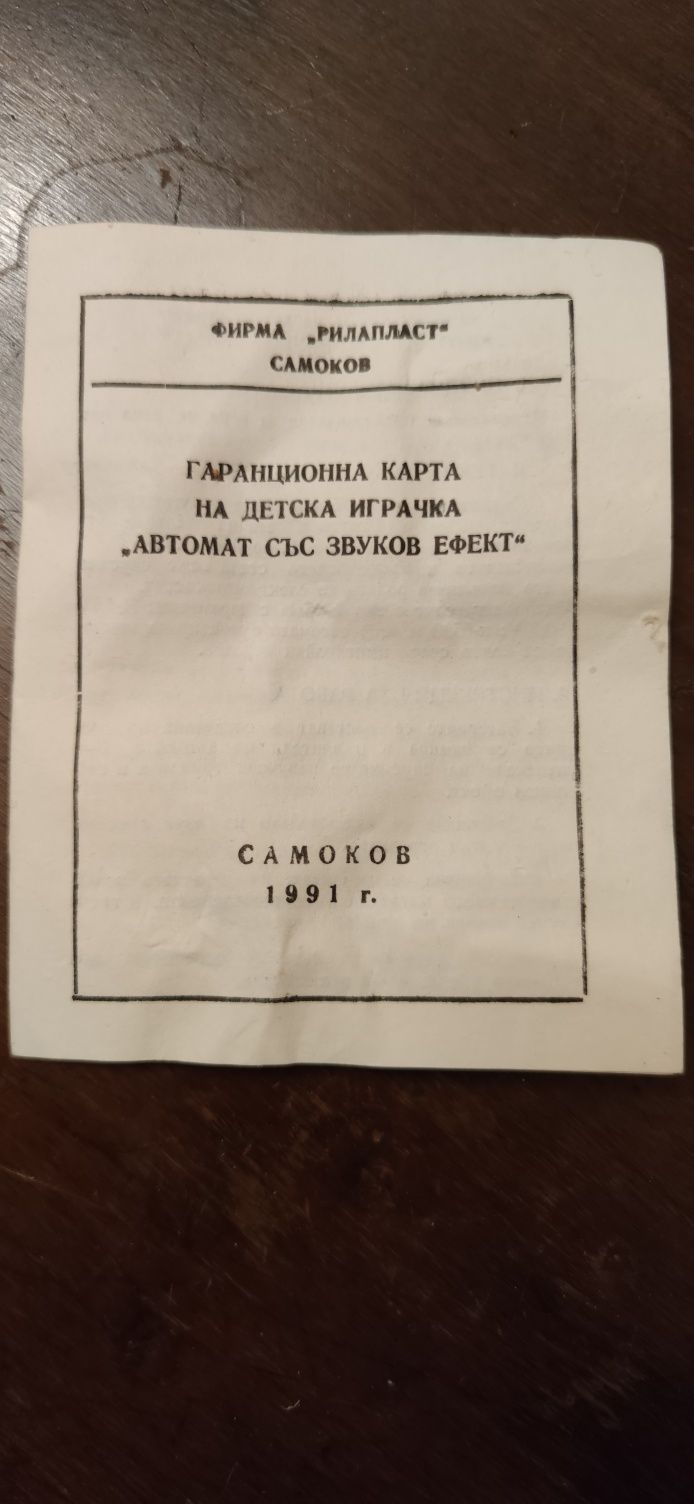 ФИРМА „РИЛАПЛАСТ“
САМОКОВ
ГАРАНЦИОННА КАРТА
НА ДЕТСКА ИГРАЧКА
„АВТОМАТ СЪС ЗВУКОВ ЕФЕКТ“
САМОКОВ
1991 г.